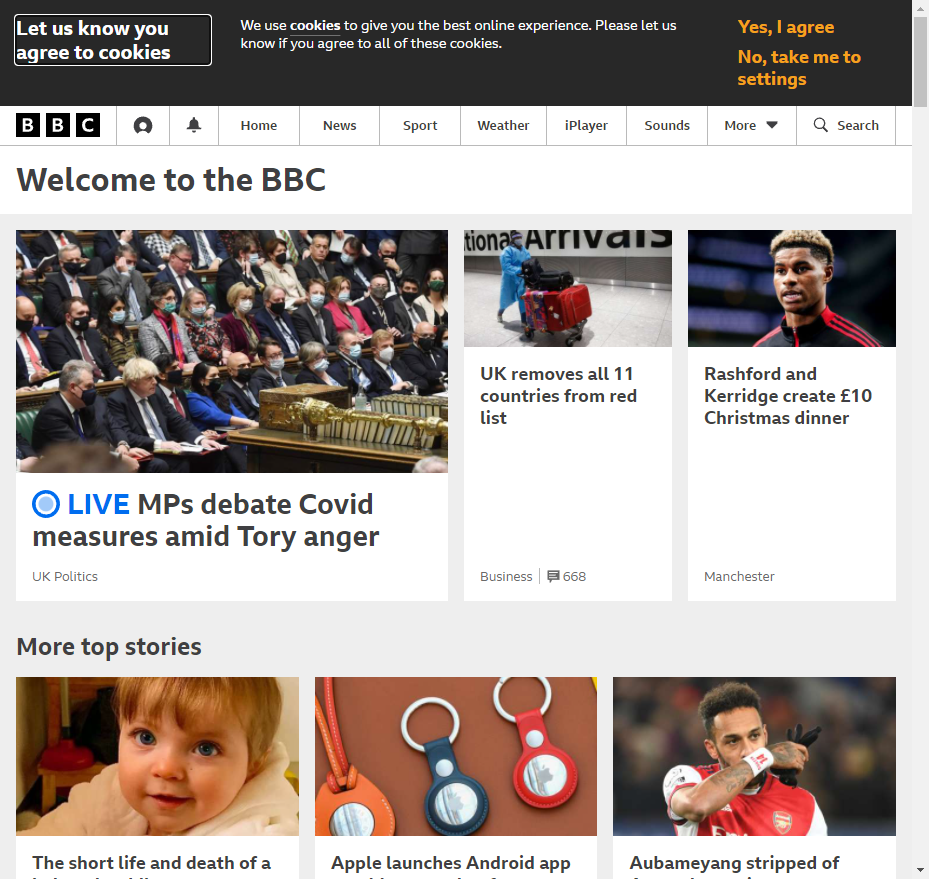 Let us know you
agree to cookies
We use cookies to give you the best online experience. Please let us
know if you agree to all of these cookies.
Yes, I agree
No, take me to
settings
BBC
Home
News
Sport
Weather
iPlayer
Sounds
More
Search
Welcome to the BBC
Arrivals
LIVE MPs debate Covid
measures amid Tory anger
UK Politics
UK removes all 11
countries from red
list
Business
668
Rashford and
Kerridge create £10
Christmas dinner
Manchester
More top stories
The short life and death of a
Apple launches Android app
Aubameyang stripped of